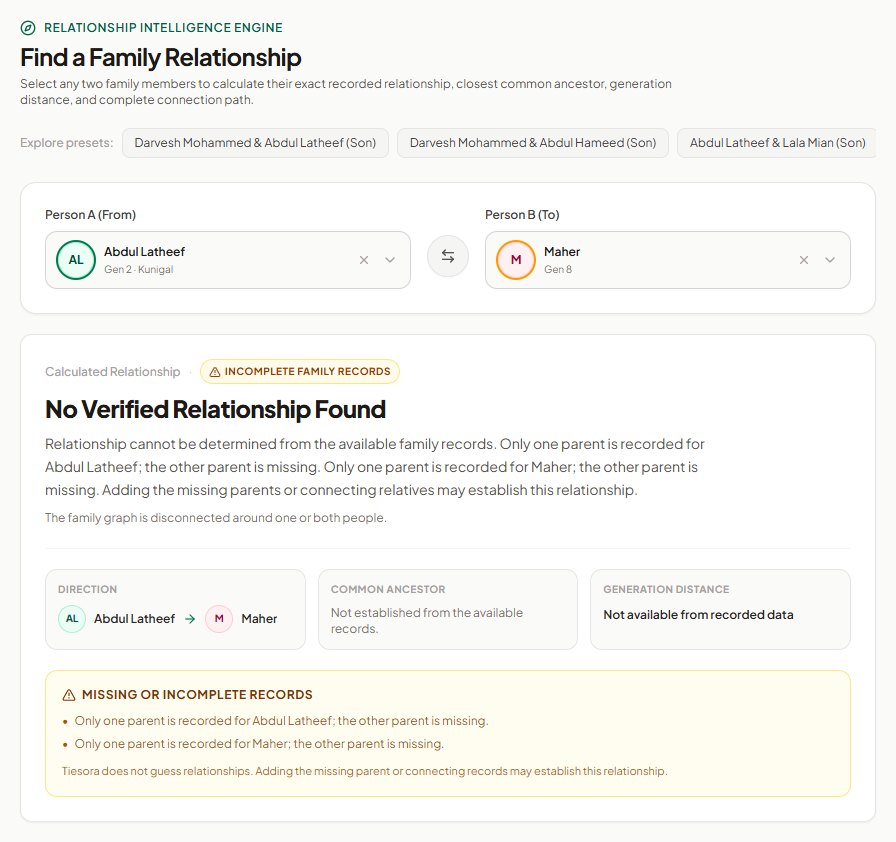 RELATIONSHIP INTELLIGENCE ENGINE
Find a Family Relationship
Select any two family members to calculate their exact recorded relationship, closest common ancestor, generation
distance, and complete connection path.
Explore presets:
Darvesh Mohammed & Abdul Latheef (Son)
Darvesh Mohammed & Abdul Hameed (Son)
Abdul Latheef & Lala Mian (Son)
Person A (From)
AL
Abdul Latheef
Gen 2 · Kunigal
Person B (To)
M
Maher
Gen 8
Calculated Relationship · INCOMPLETE FAMILY RECORDS
No Verified Relationship Found
Relationship cannot be determined from the available family records. Only one parent is recorded for
Abdul Latheef; the other parent is missing. Only one parent is recorded for Maher; the other parent is
missing. Adding the missing parents or connecting relatives may establish this relationship.
The family graph is disconnected around one or both people.
DIRECTION
AL Abdul Latheef → M Maher
COMMON ANCESTOR
Not established from the available
records.
GENERATION DISTANCE
Not available from recorded data
MISSING OR INCOMPLETE RECORDS
• Only one parent is recorded for Abdul Latheef; the other parent is missing.
• Only one parent is recorded for Maher; the other parent is missing.
Tiesora does not guess relationships. Adding the missing parent or connecting records may establish this relationship.